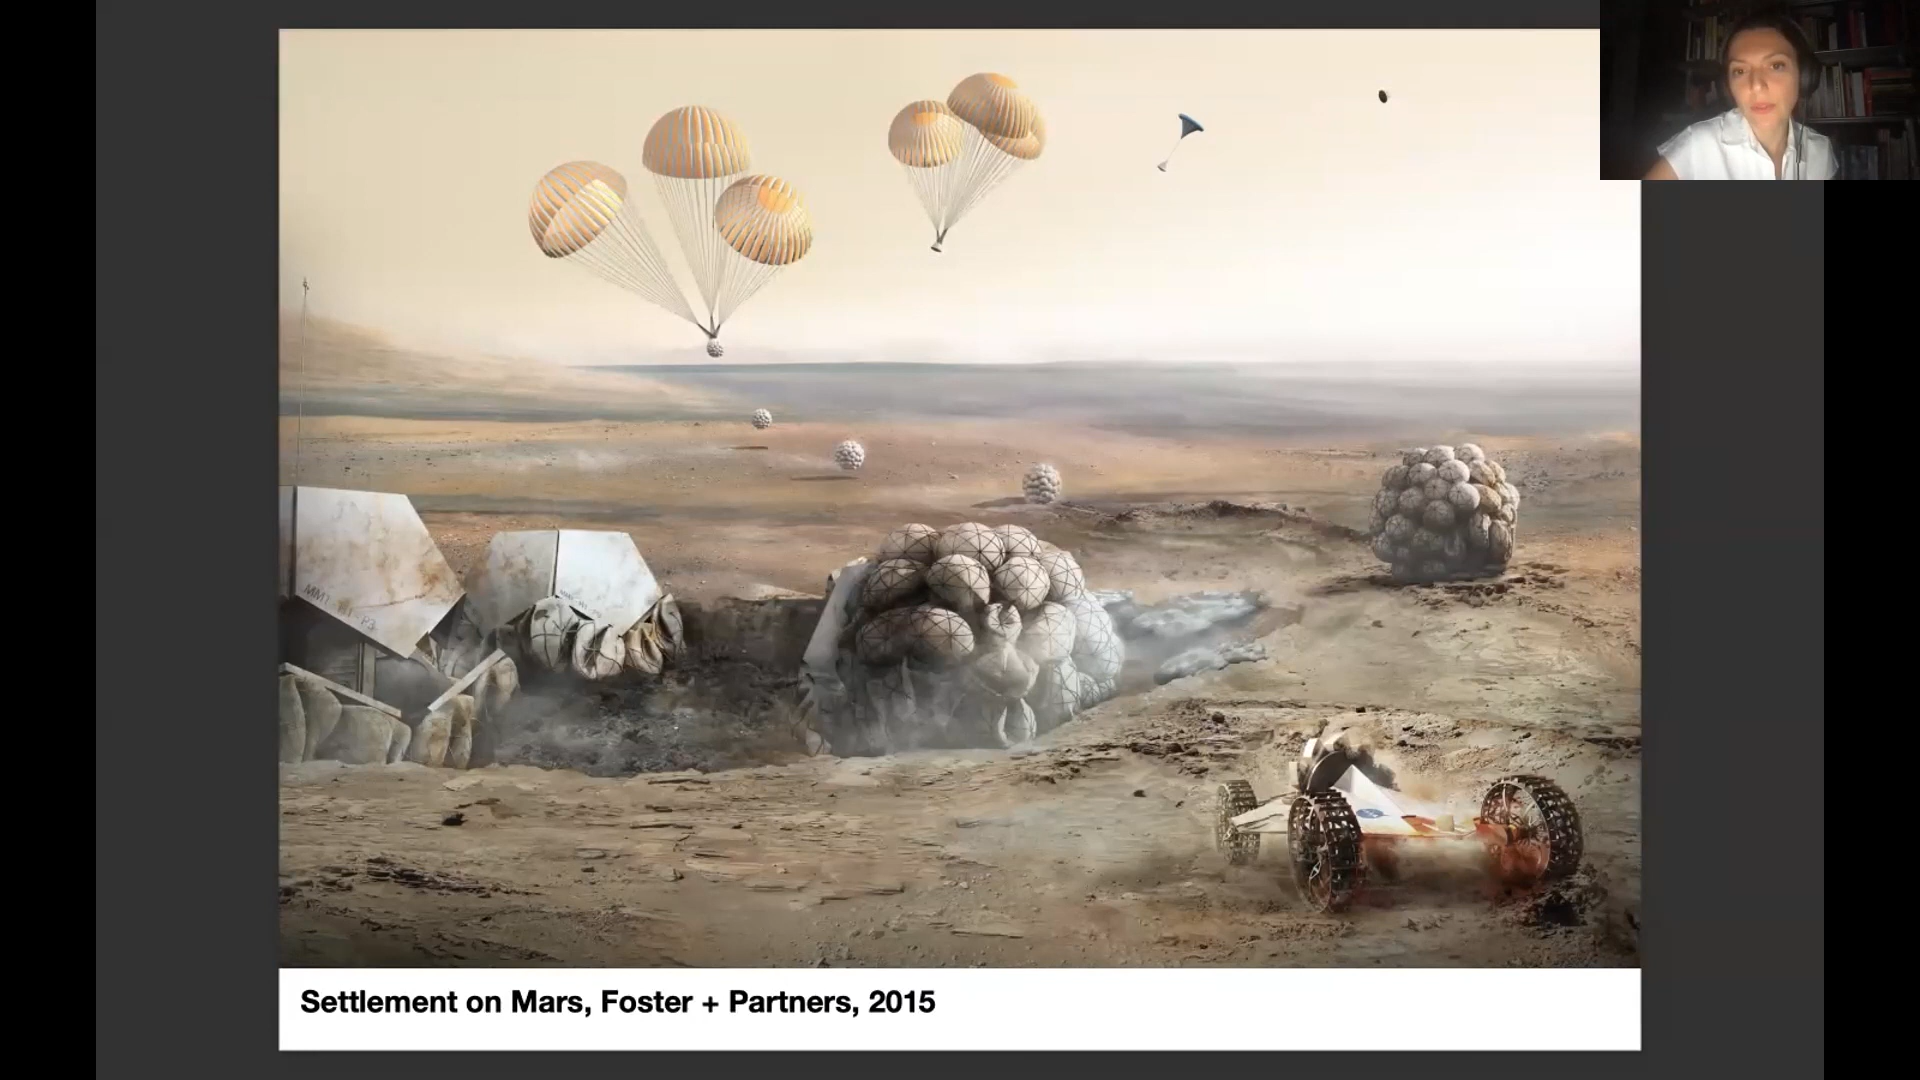 Settlement on Mars, Foster + Partners, 2015